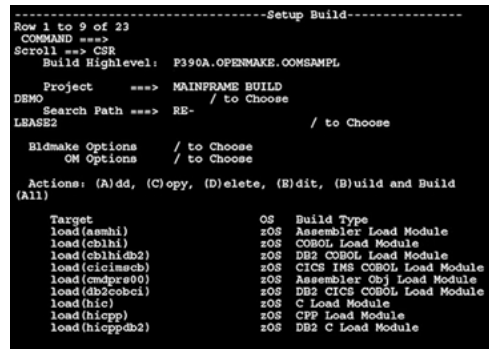 ------------------------------------Setup Build----------------
Row 1 to 9 of 23
COMMAND ===>
Scroll ==> CSR
Build Highlevel: P390A.OPENMAKE.OOMSAMPL
Project ===> MAINFRAME BUILD
DEMO / to Choose
Search Path ===> RE-
LEASE2 / to Choose
Bldmake Options / to Choose
OM Options / to Choose
Actions: (A)dd, (C)opy, (D)elete, (E)dit, (B)uild and Build
(All)
Target OS Build Type
load(asmhi) zOS Assembler Load Module
load(cblhi) zOS COBOL Load Module
load(cblhidb2) zOS DB2 COBOL Load Module
load(cicimscb) zOS CICS IMS COBOL Load Module
load(cmdprs00) zOS Assembler Obj Load Module
load(db2cobci) zOS DB2 CICS COBOL Load Module
load(hic) zOS C Load Module
load(hicpp) zOS CPP Load Module
load(hicppdb2) zOS DB2 C Load Module